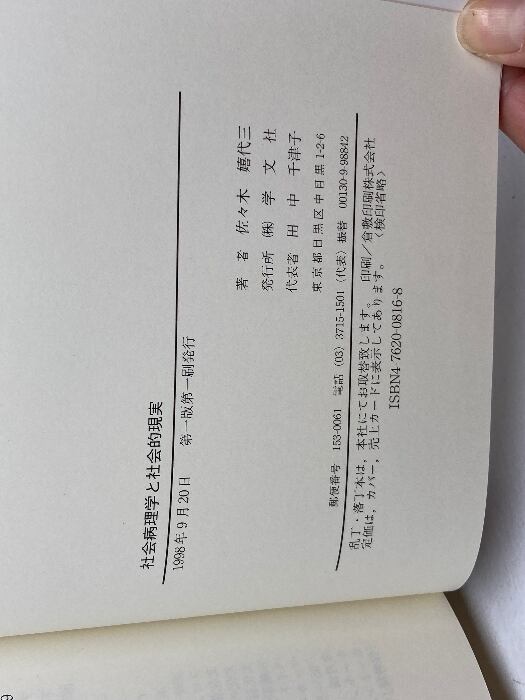 社会病理学と社会的現実
1998年9月20日　第一版第一刷発行
著者 佐々木 嬉代三
発行所 ㈱ 学文社
代表者 田中 千津子
東京都目黒区中目黒1-2-6
郵便番号 153-0061 電話 (03) 3715-1501 (代表) 振替 00130-9-98842
乱丁・落丁本は，本社にてお取替致します。 印刷／倉敷印刷株式会社
定価は，カバー，売上カードに表示してあります。 〈検印省略〉
ISBN4 7620-0816-8